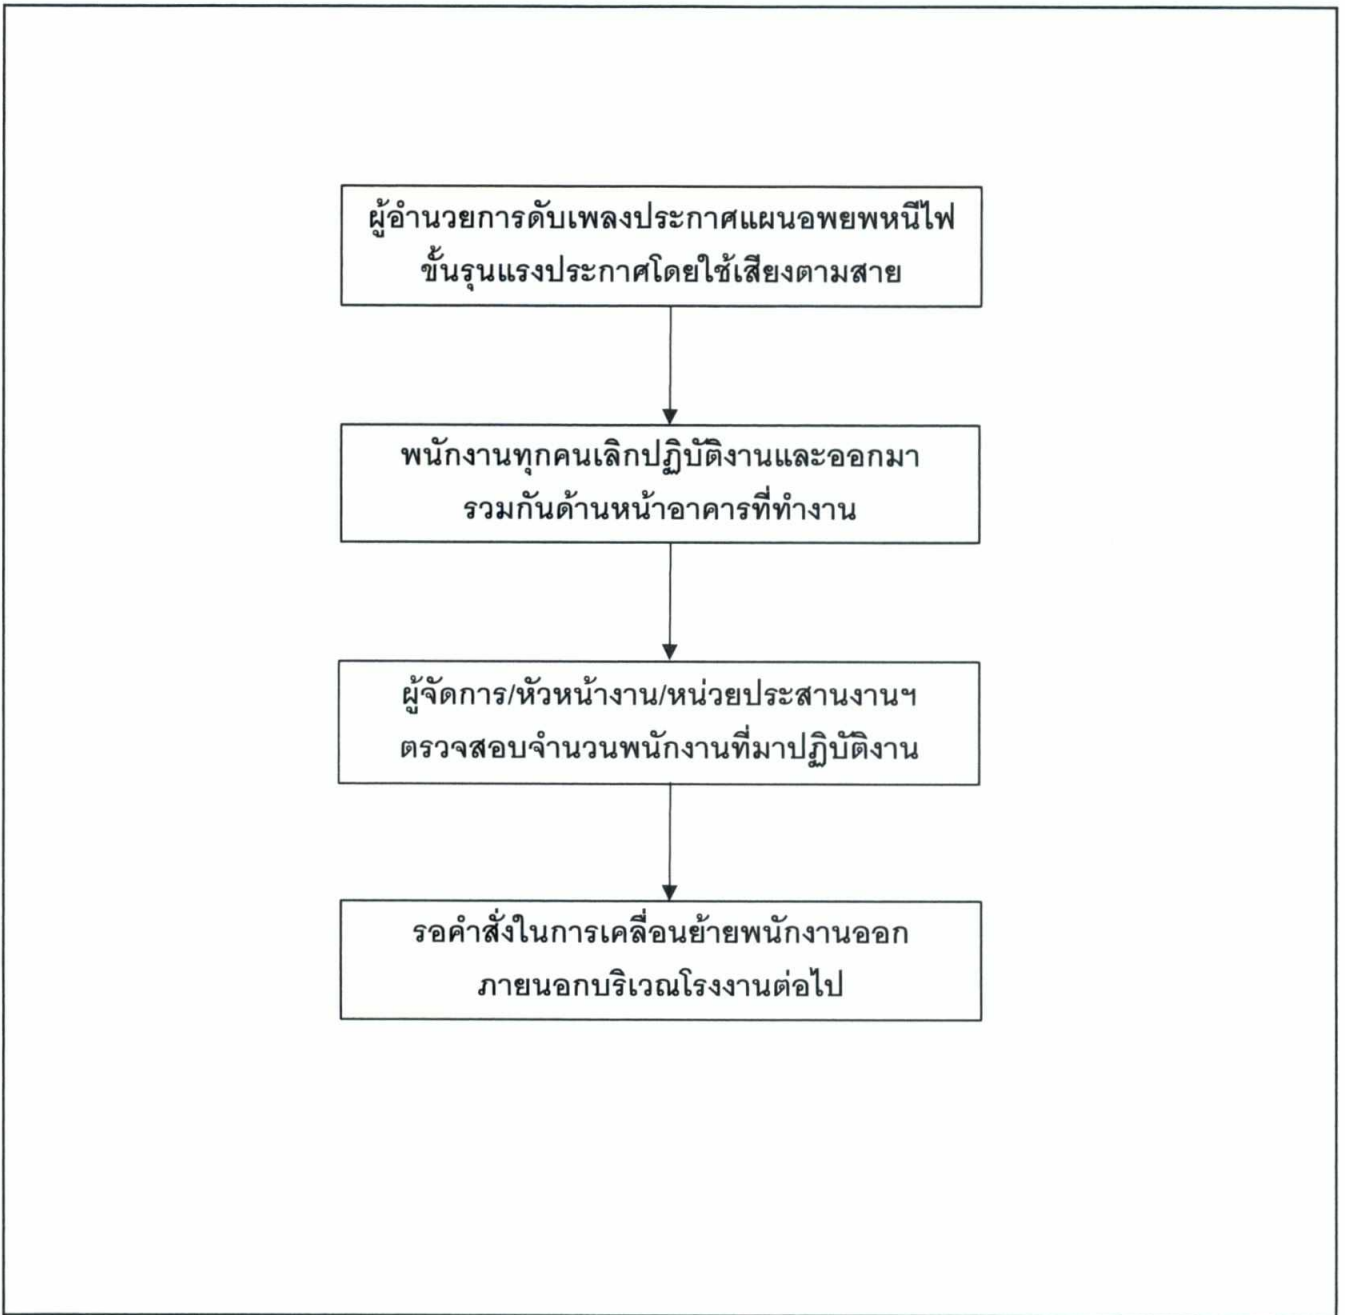 ผู้อำนวยการดับเพลงประกาศแผนอพยพหนีไฟ
ขั้นรุนแรงประกาศโดยใช้เสียงตามสาย
พนักงานทุกคนเลิกปฏิบัติงานและออกมา
รวมกันด้านหน้าอาคารที่ทำงาน
ผู้จัดการ/หัวหน้างาน/หน่วยประสานงานฯ
ตรวจสอบจำนวนพนักงานที่มาปฏิบัติงาน
รอคำสั่งในการเคลื่อนย้ายพนักงานออก
ภายนอกบริเวณโรงงานต่อไป